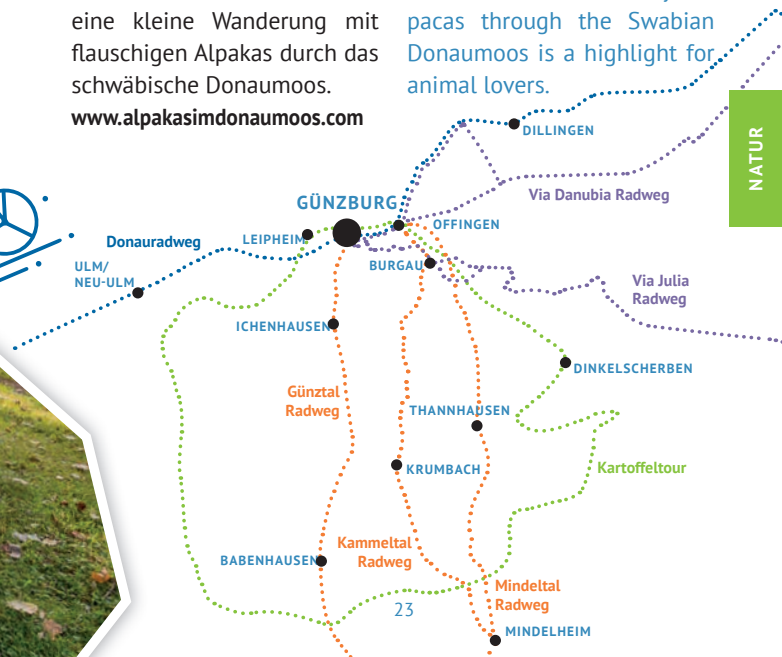 eine kleine Wanderung mit
flauschigen Alpakas durch das
schwäbische Donaumoos.
www.alpakasimdonaumoos.com
pacas through the Swabian
Donaumoos is a highlight for
animal lovers.
NATUR
DILLINGEN
Via Danubia Radweg
GÜNZBURG
OFFINGEN
LEIPHEIM
Donauradweg
BURGAU
ULM/
NEU-ULM
Via Julia
Radweg
ICHENHAUSEN
DINKELSCHERBEN
Günztal
Radweg
THANNHAUSEN
KRUMBACH
Kartoffeltour
Kammeltal
Radweg
BABENHAUSEN
Mindeltal
Radweg
23
MINDELHEIM